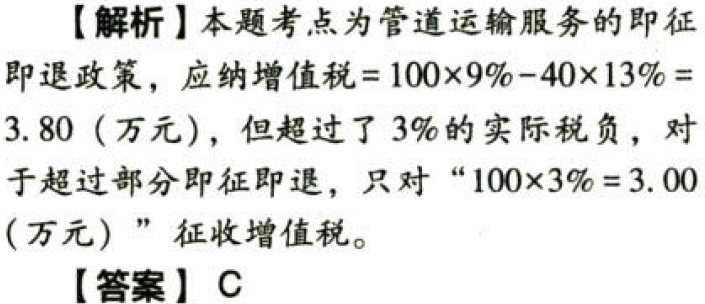 【解析】本题考点为管道运输服务的即征
即退政策，应纳增值税=100×9%-40×13%=
3.80（万元），但超过了3%的实际税负，对
于超过部分即征即退，只对“100×3%=3.00
（万元）”征收增值税。
【答案】 C